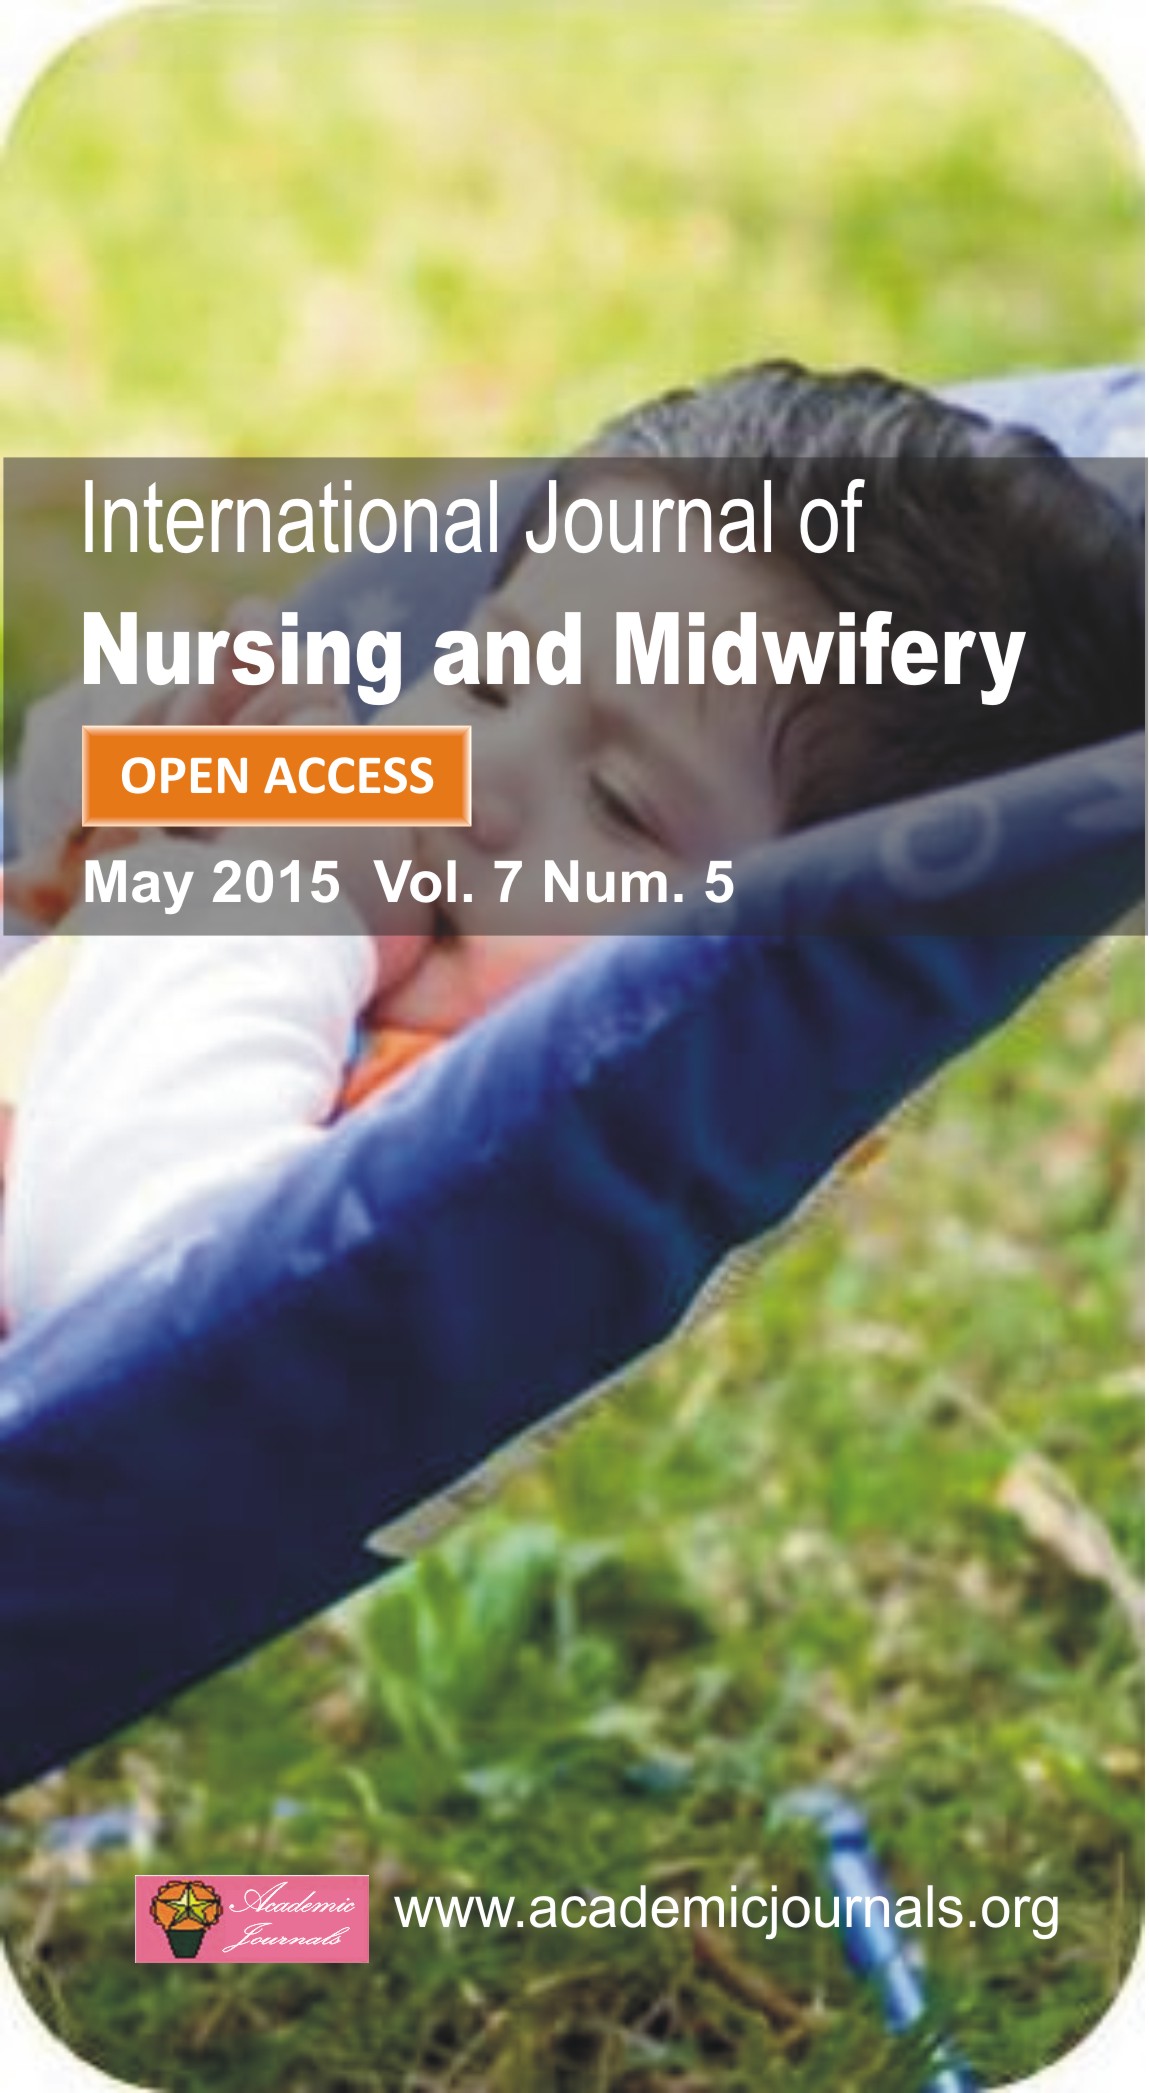 International Journal of
Nursing and Midwifery
OPEN ACCESS
May 2015 Vol. 7 Num. 5
Academic
Journals
www.academicjournals.org